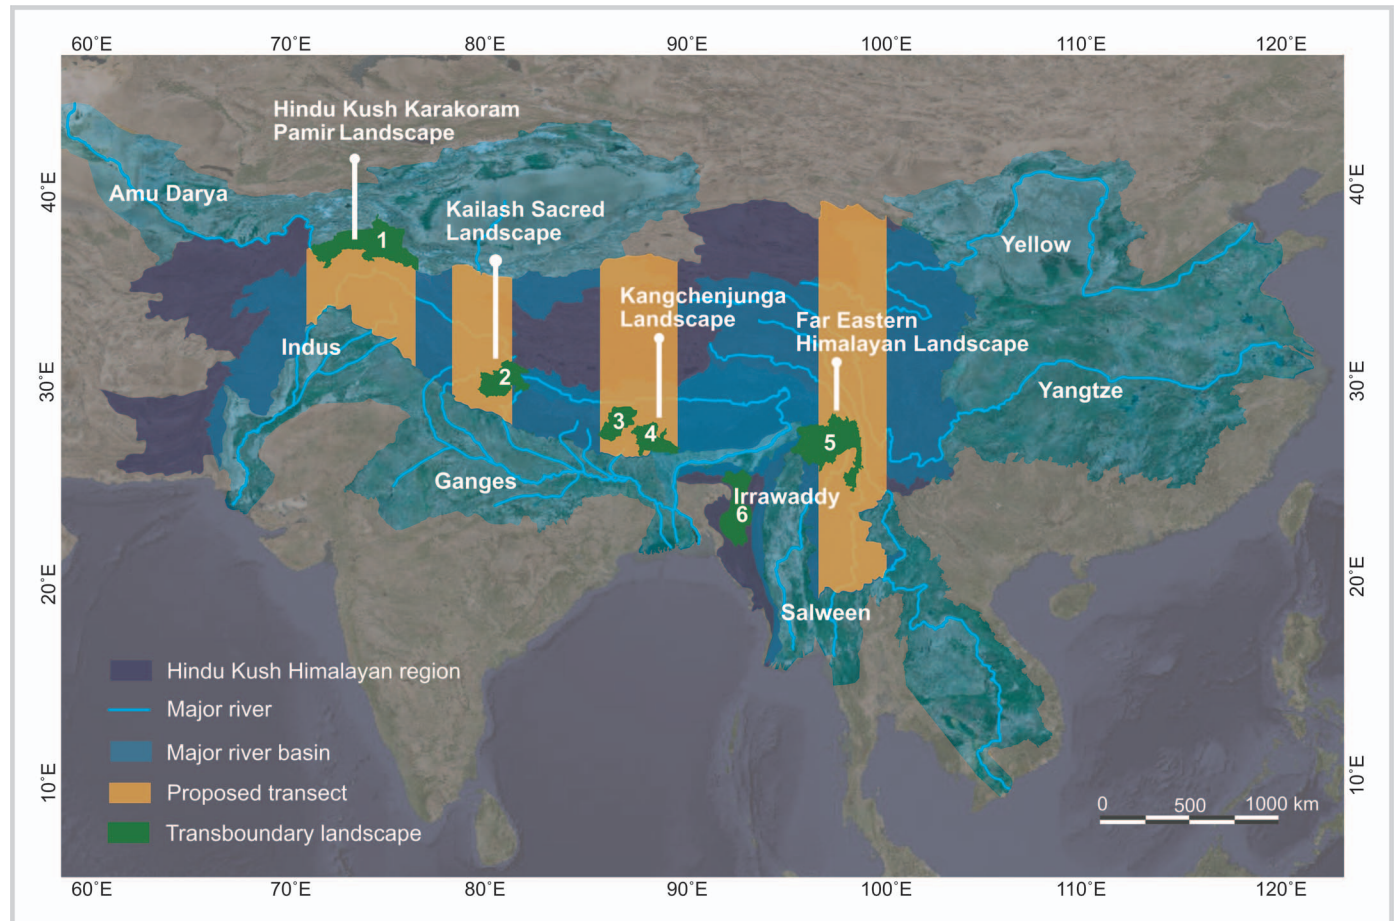 60˚E 70˚E 80˚E 90˚E 100˚E 110˚E 120˚E
Hindu Kush Karakoram
Pamir Landscape
40˚E
40˚E
Amu Darya
Kailash Sacred
Landscape
1
Yellow
Kangchenjunga
Landscape
Far Eastern
Himalayan Landscape
Indus
30˚E
30˚E
2
Yangtze
3
4
5
Ganges
Irrawaddy
6
20˚E
20˚E
Salween
Hindu Kush Himalayan region
Major river
Major river basin
Proposed transect
Transboundary landscape
10˚E
10˚E
0 500 1000 km
60˚E 70˚E 80˚E 90˚E 100˚E 110˚E 120˚E